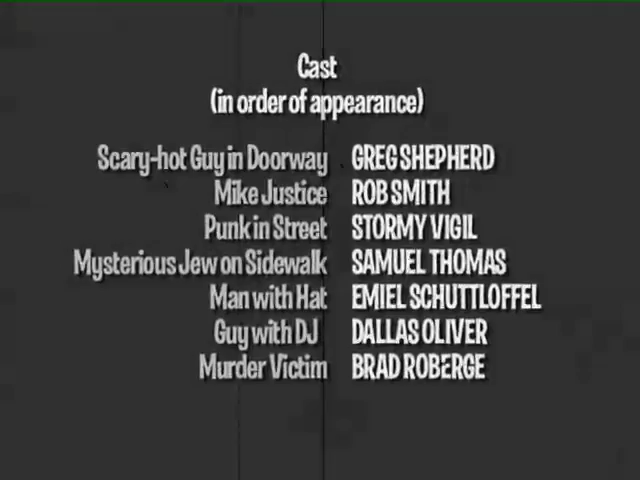 Cast
(in order of appearance)
Scary-hot Guy in Doorway GREG SHEPHERD
Mike Justice ROB SMITH
Punk in Street STORMY VIGIL
Mysterious Jew on Sidewalk SAMUEL THOMAS
Man with Hat EMIEL SCHUTTLOFFEL
Guy with DJ DALLAS OLIVER
Murder Victim BRAD ROBERGE